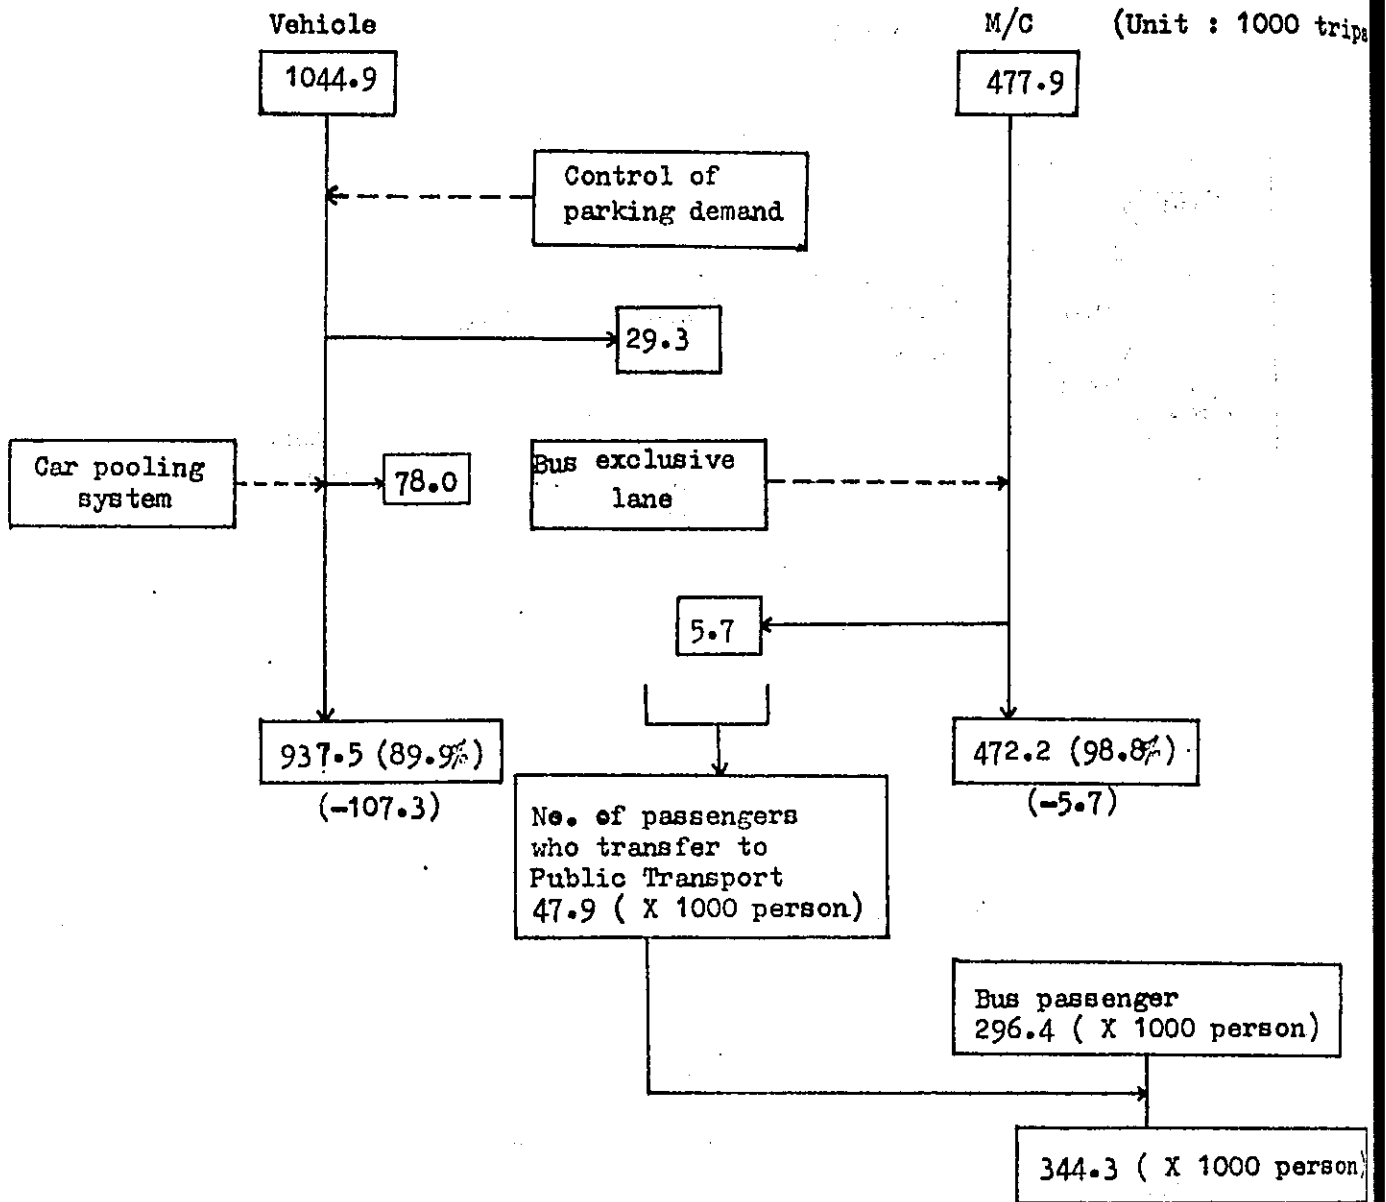 Vehicle
M/C (Unit : 1000 trips
1044.9
477.9
Control of
parking demand
29.3
Car pooling
system
78.0
Bus exclusive
lane
5.7
937.5 (89.9%)
(-107.3)
472.2 (98.8%)
(-5.7)
No. of passengers
who transfer to
Public Transport
47.9 ( X 1000 person)
Bus passenger
296.4 ( X 1000 person)
344.3 ( X 1000 person)